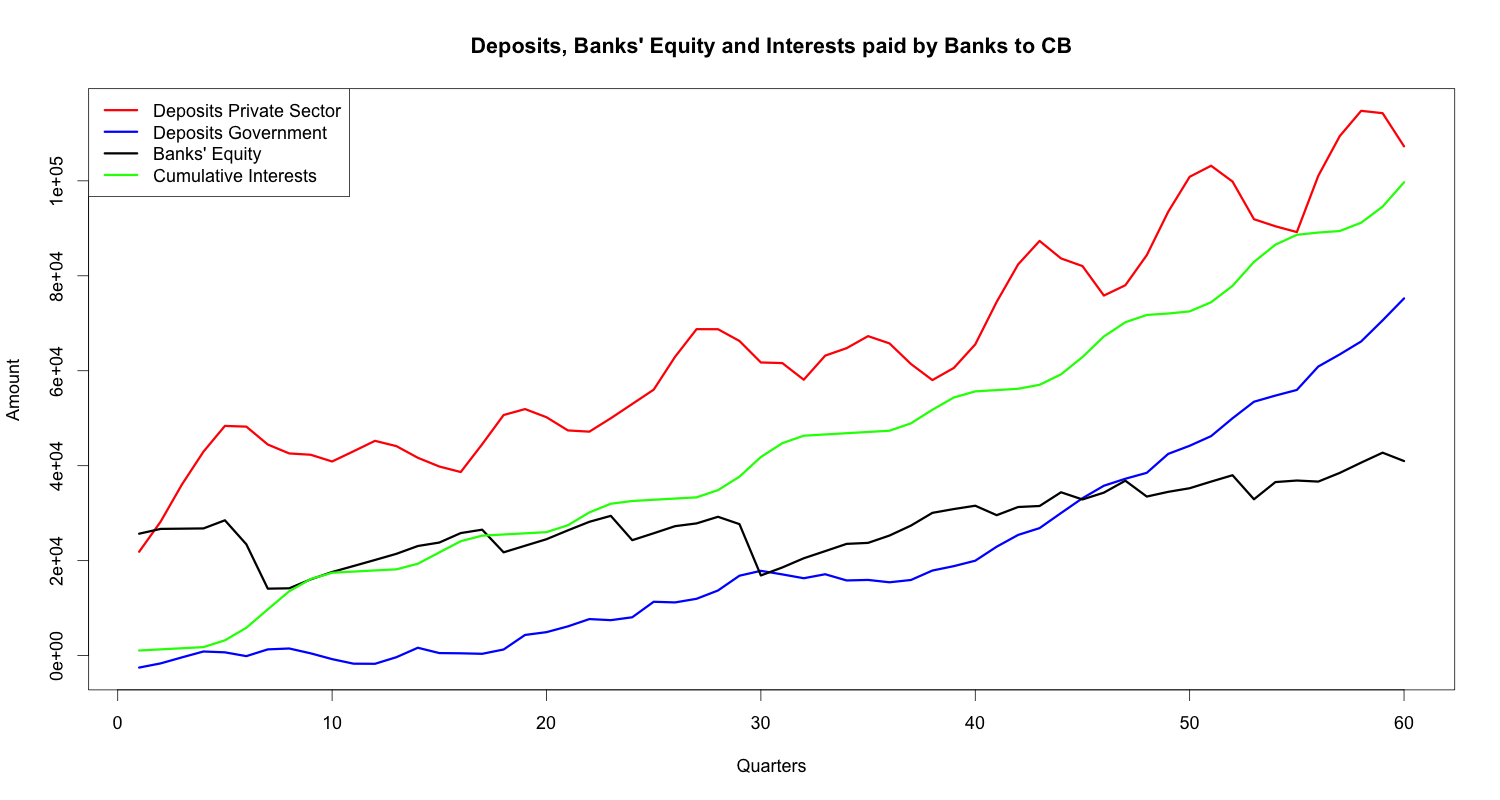 Deposits, Banks' Equity and Interests paid by Banks to CB
Deposits Private Sector
Deposits Government
Banks' Equity
Cumulative Interests
1e+05
8e+04
6e+04
4e+04
2e+04
0e+00
Amount
0 10 20 30 40 50 60
Quarters